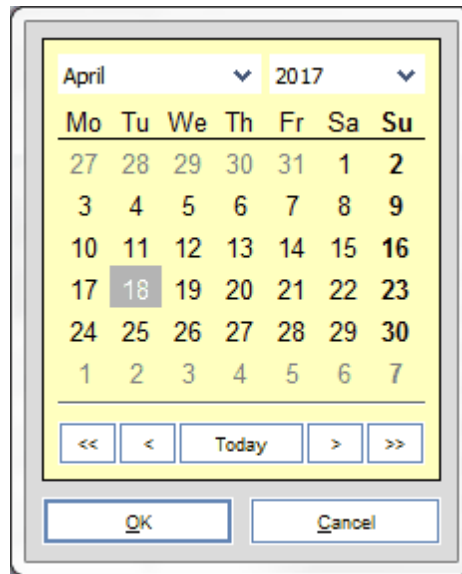 April 2017
Mo Tu We Th Fr Sa Su
27 28 29 30 31 1 2
3 4 5 6 7 8 9
10 11 12 13 14 15 16
17 18 19 20 21 22 23
24 25 26 27 28 29 30
1 2 3 4 5 6 7
<< < Today > >>
OK Cancel